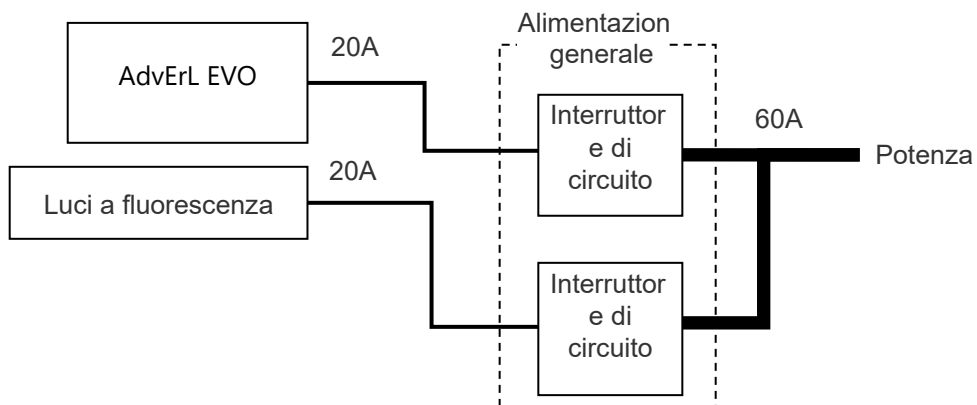 Alimentazion
generale
20A
AdvErL EVO
Interruttor
e di
circuito
60A
Potenza
20A
Luci a fluorescenza
Interruttor
e di
circuito